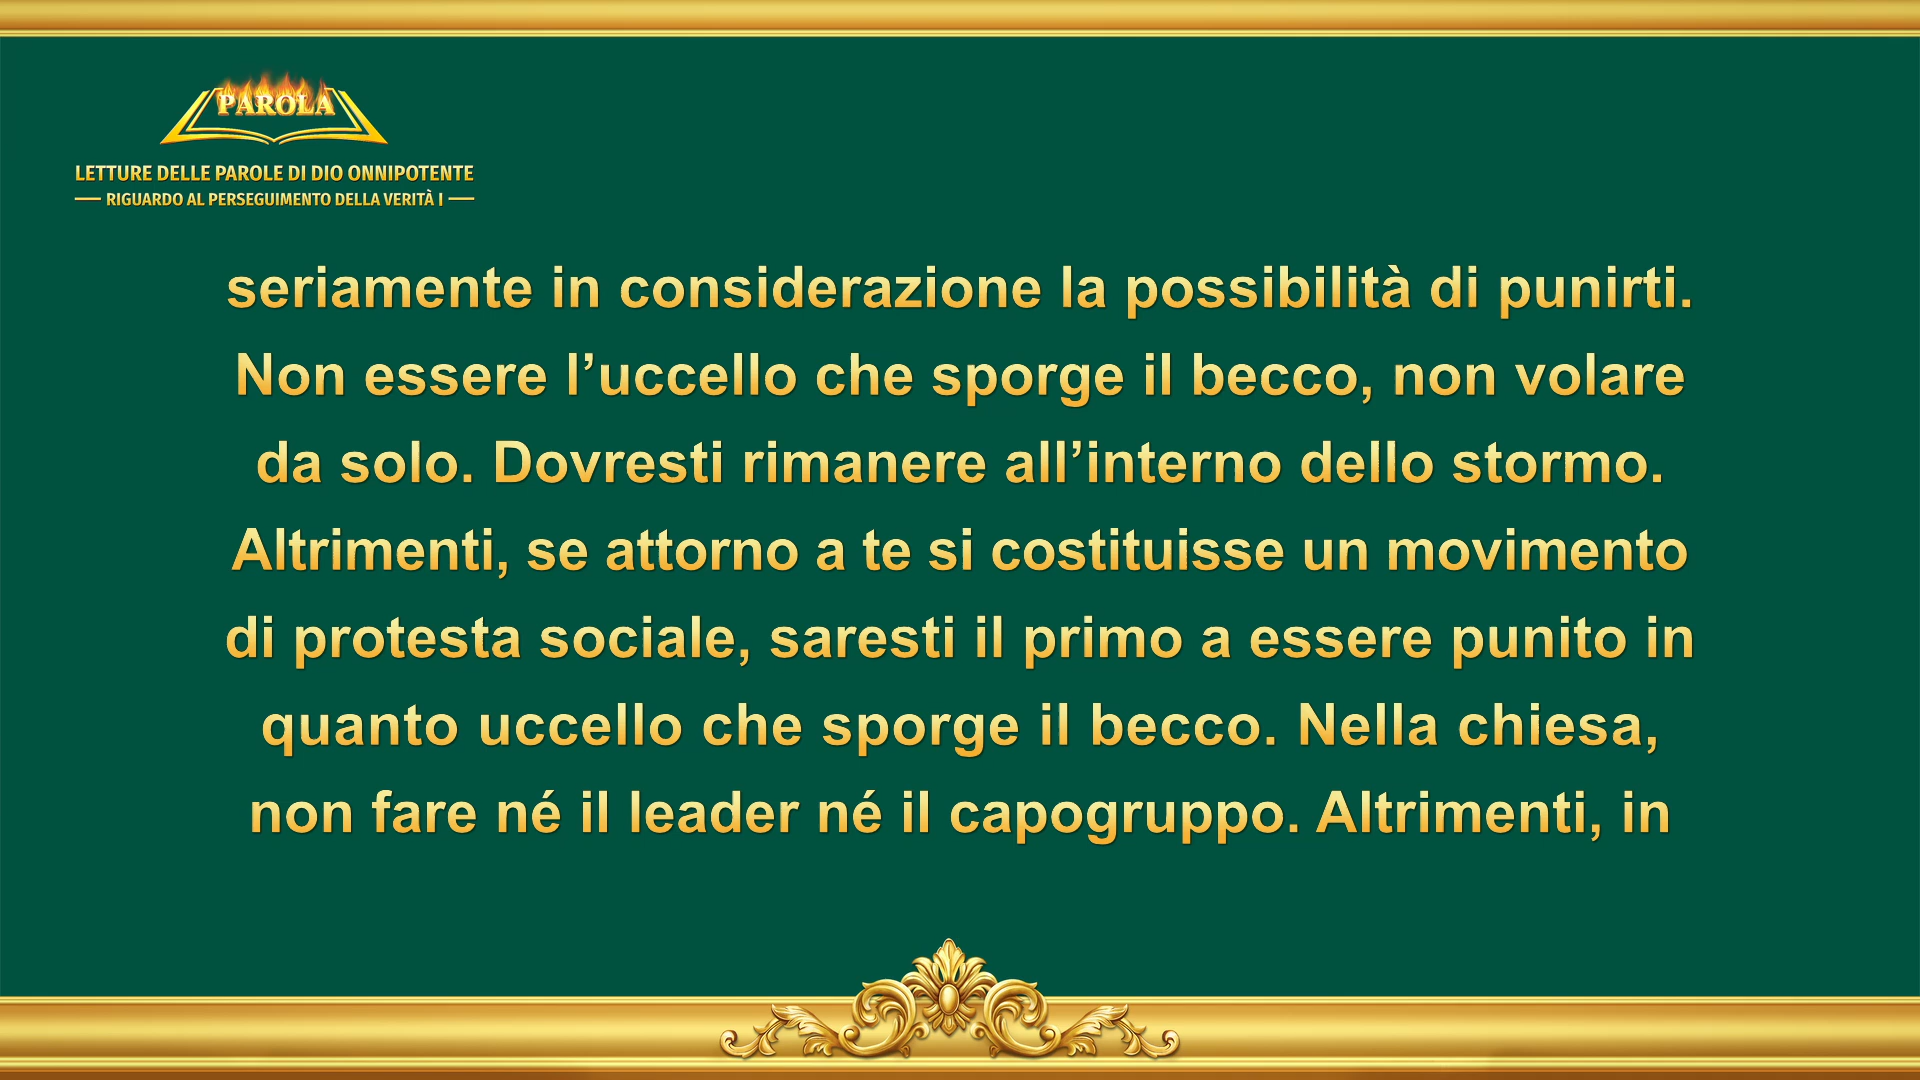 PAROLA
LETTURE DELLE PAROLE DI DIO ONNIPOTENTE
RIGUARDO AL PERSEGUIMENTO DELLA VERITÀ I
seriamente in considerazione la possibilità di punirti.
Non essere l’uccello che sporge il becco, non volare
da solo. Dovresti rimanere all’interno dello stormo.
Altrimenti, se attorno a te si costituisse un movimento
di protesta sociale, saresti il primo a essere punito in
quanto uccello che sporge il becco. Nella chiesa,
non fare né il leader né il capogruppo. Altrimenti, in